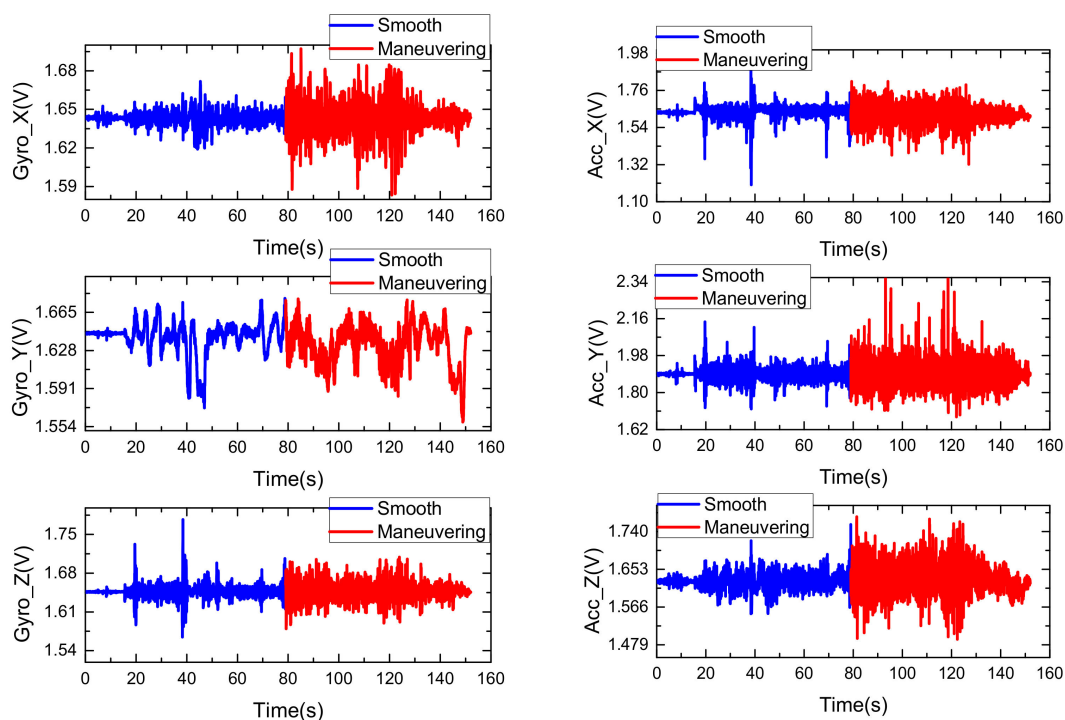 Smooth
Maneuvering
Gyro_X(V)
1.68
1.65
1.62
1.59
0 20 40 60 80 100 120 140 160
Time(s)
Smooth
Maneuvering
Acc_X(V)
1.98
1.76
1.54
1.32
1.10
0 20 40 60 80 100 120 140 160
Time(s)
Smooth
Maneuvering
Gyro_Y(V)
1.665
1.628
1.591
1.554
0 20 40 60 80 100 120 140 160
Time(s)
Smooth
Maneuvering
Acc_Y(V)
2.34
2.16
1.98
1.80
1.62
0 20 40 60 80 100 120 140 160
Time(s)
Smooth
Maneuvering
Gyro_Z(V)
1.75
1.68
1.61
1.54
0 20 40 60 80 100 120 140 160
Time(s)
Smooth
Maneuvering
Acc_Z(V)
1.740
1.653
1.566
1.479
0 20 40 60 80 100 120 140 160
Time(s)